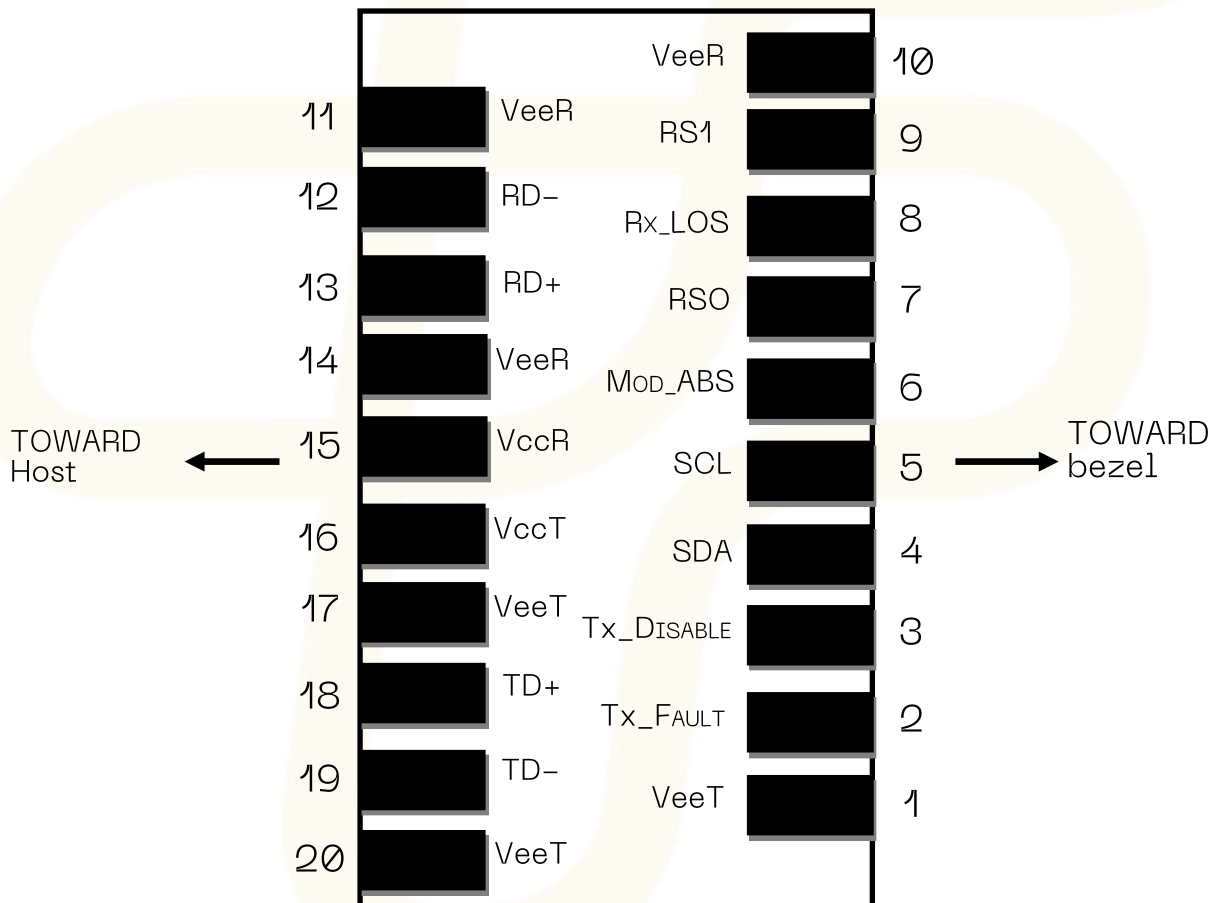 VeeR 10
11 VeeR
RS1 9
12 RD-
Rx_LOS 8
13 RD+
RSO 7
14 VeeR
Mod_ABS 6
TOWARD
Host
15 VccR
SCL 5
TOWARD
bezel
16 VccT
SDA 4
17 VeeT
Tx_Disable 3
18 TD+
Tx_Fault 2
19 TD-
VeeT 1
20 VeeT